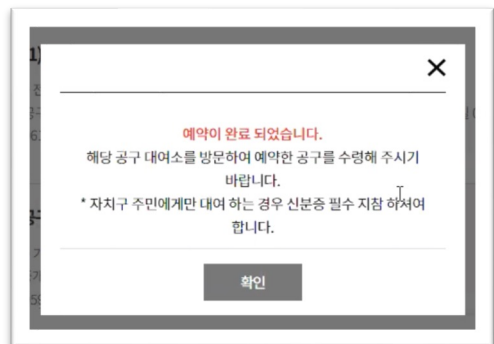 예약이 완료 되었습니다.
해당 공구 대여소를 방문하여 예약한 공구를 수령해 주시기
바랍니다.
* 자치구 주민에게만 대여 하는 경우 신분증 필수 지참 하셔여
합니다.
확인